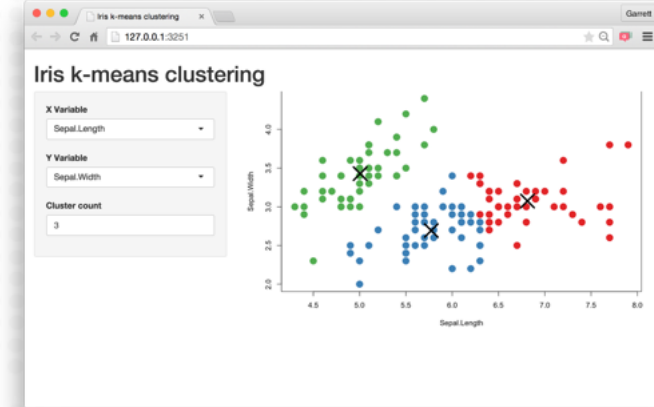 Iris k-means clustering
Garrett
127.0.0.1:3251
Iris k-means clustering
X Variable
Sepal.Length
Y Variable
Sepal.Width
Cluster count
3
Sepal.Width
4.0
3.5
3.0
2.5
2.0
4.5 5.0 5.5 6.0 6.5 7.0 7.5 8.0
Sepal.Length